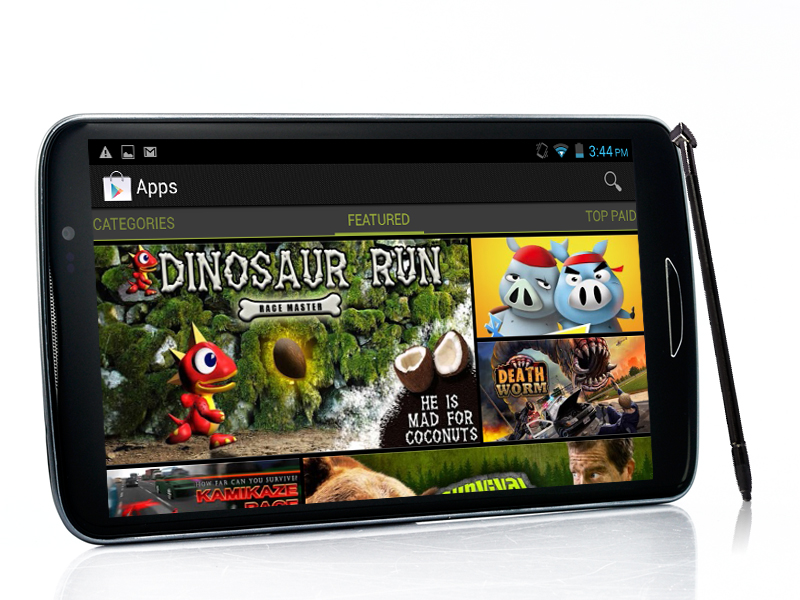 3:44 PM
Apps
CATEGORIES
FEATURED
TOP PAID
DINOSAUR RUN
RACE MASTER
HE IS
MAD FOR
COCONUTS
DEATH
WORM
HOW FAR CAN YOU SURVIVE?
KAMIKAZE
RACE
SURVIVAL